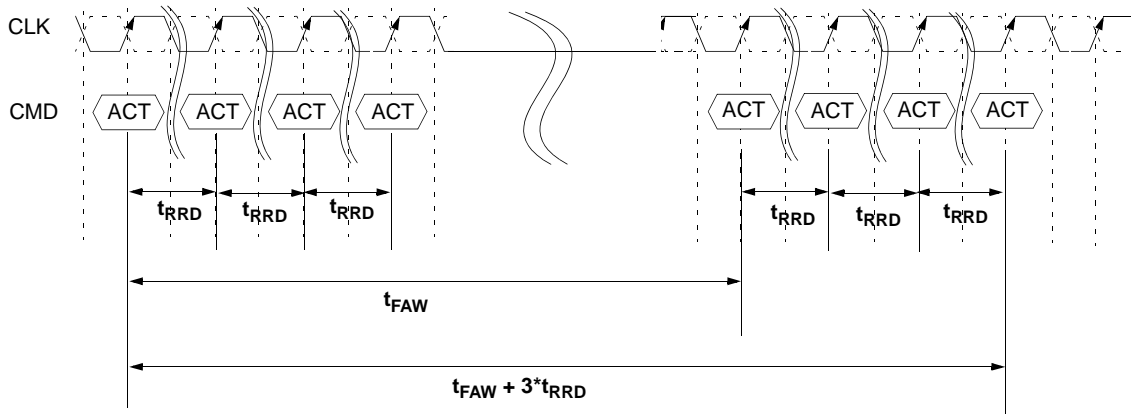 CLK
CMD
ACT ACT ACT ACT ACT ACT ACT ACT
tRRD tRRD tRRD tRRD tRRD tRRD
tFAW
tFAW + 3*tRRD